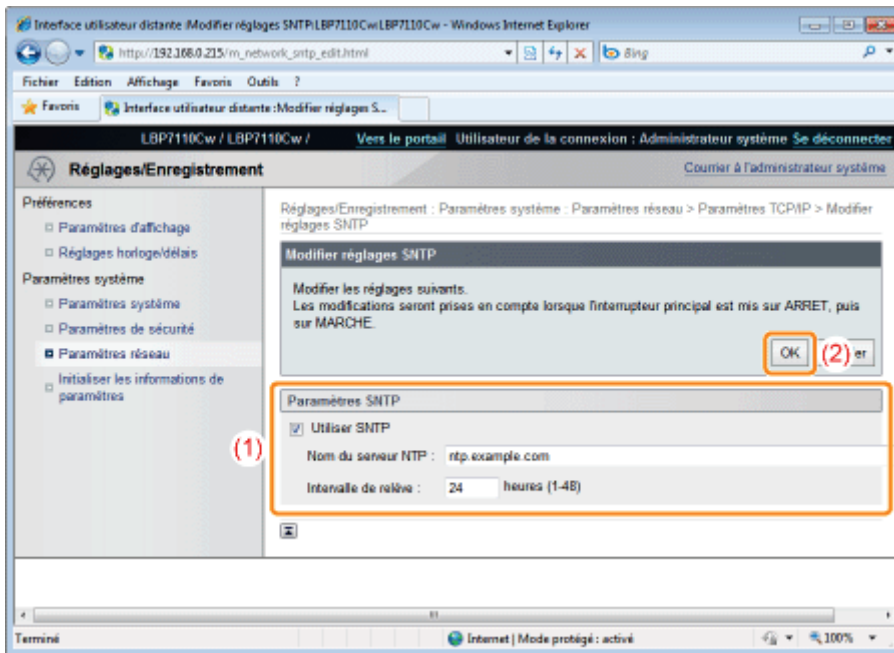 Interface utilisateur distante :Modifier réglages SNTP:LBP7110Cw:LBP7110Cw - Windows Internet Explorer
http://192.168.0.215/m_network_sntp_edit.html
Bing
Fichier Edition Affichage Favoris Outils ?
Favoris
Interface utilisateur distante :Modifier réglages S...
LBP7110Cw / LBP7110Cw / Vers le portail Utilisateur de la connexion : Administrateur système Se déconnecter
Réglages/Enregistrement
Courrier à l'administrateur système
Préférences
Paramètres d'affichage
Réglages horloge/délais
Paramètres système
Paramètres système
Paramètres de sécurité
Paramètres réseau
Initialiser les informations de
paramètres
Réglages/Enregistrement : Paramètres système : Paramètres réseau > Paramètres TCP/IP > Modifier
réglages SNTP
Modifier réglages SNTP
Modifier les réglages suivants.
Les modifications seront prises en compte lorsque l'interrupteur principal est mis sur ARRET, puis
sur MARCHE.
OK (2) er
(1)
Paramètres SNTP
Utiliser SNTP
Nom du serveur NTP : ntp.example.com
Intervalle de relève : 24 heures (1-48)
Terminé
Internet | Mode protégé : activé
100%